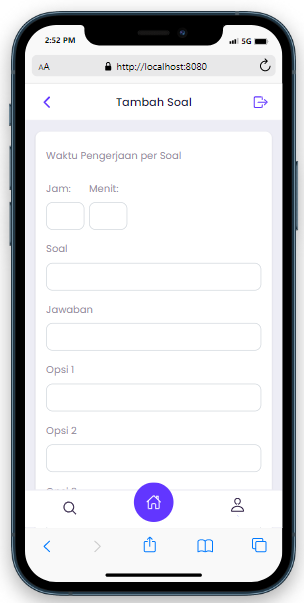 2:52 PM 5G
AA http://localhost:8080
Tambah Soal
Waktu Pengerjaan per Soal
Jam: Menit:
Soal
Jawaban
Opsi 1
Opsi 2